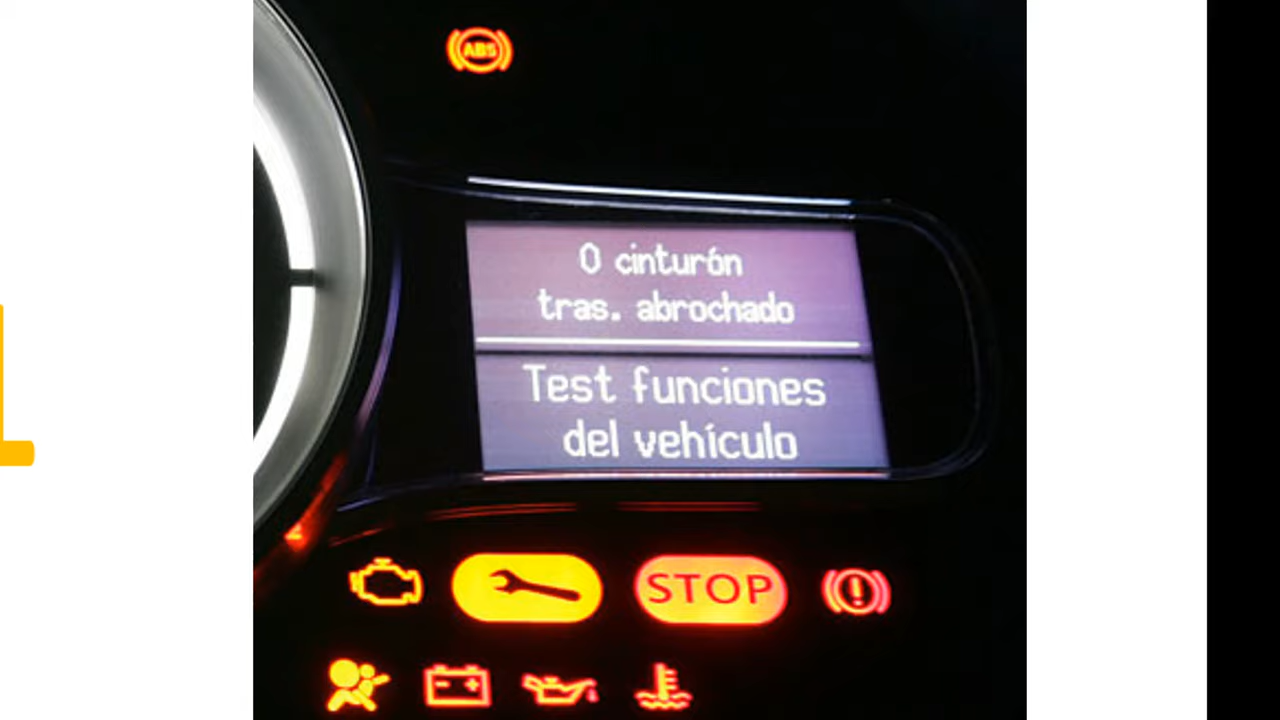 ABS
0 cinturón
tras. abrochado
Test funciones
del vehículo
STOP